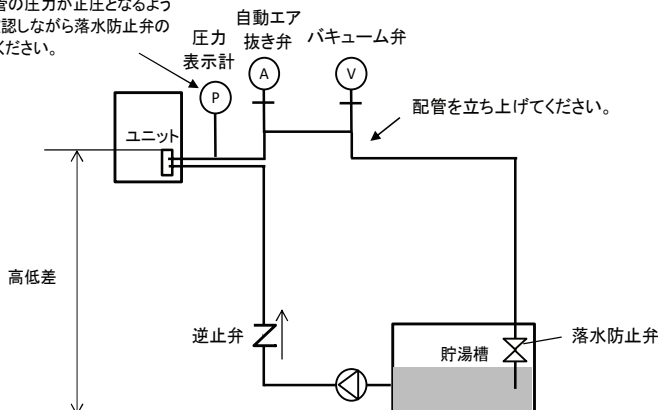 管の圧力が正圧となるよう
認しながら落水防止弁の
ください。
自動エア
抜き弁
バキューム弁
圧力
表示計
A
V
P
配管を立ち上げてください。
ユニット
高低差
逆止弁
貯湯槽
落水防止弁